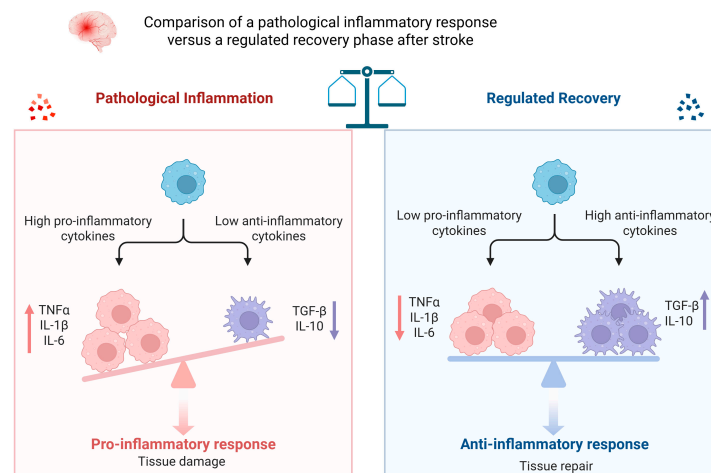 Comparison of a pathological inflammatory response
versus a regulated recovery phase after stroke
Pathological Inflammation
High pro-inflammatory
cytokines
Low anti-inflammatory
cytokines
TNFα
IL-1β
IL-6
TGF-β
IL-10
Pro-inflammatory response
Tissue damage
Regulated Recovery
Low pro-inflammatory
cytokines
High anti-inflammatory
cytokines
TNFα
IL-1β
IL-6
TGF-β
IL-10
Anti-inflammatory response
Tissue repair